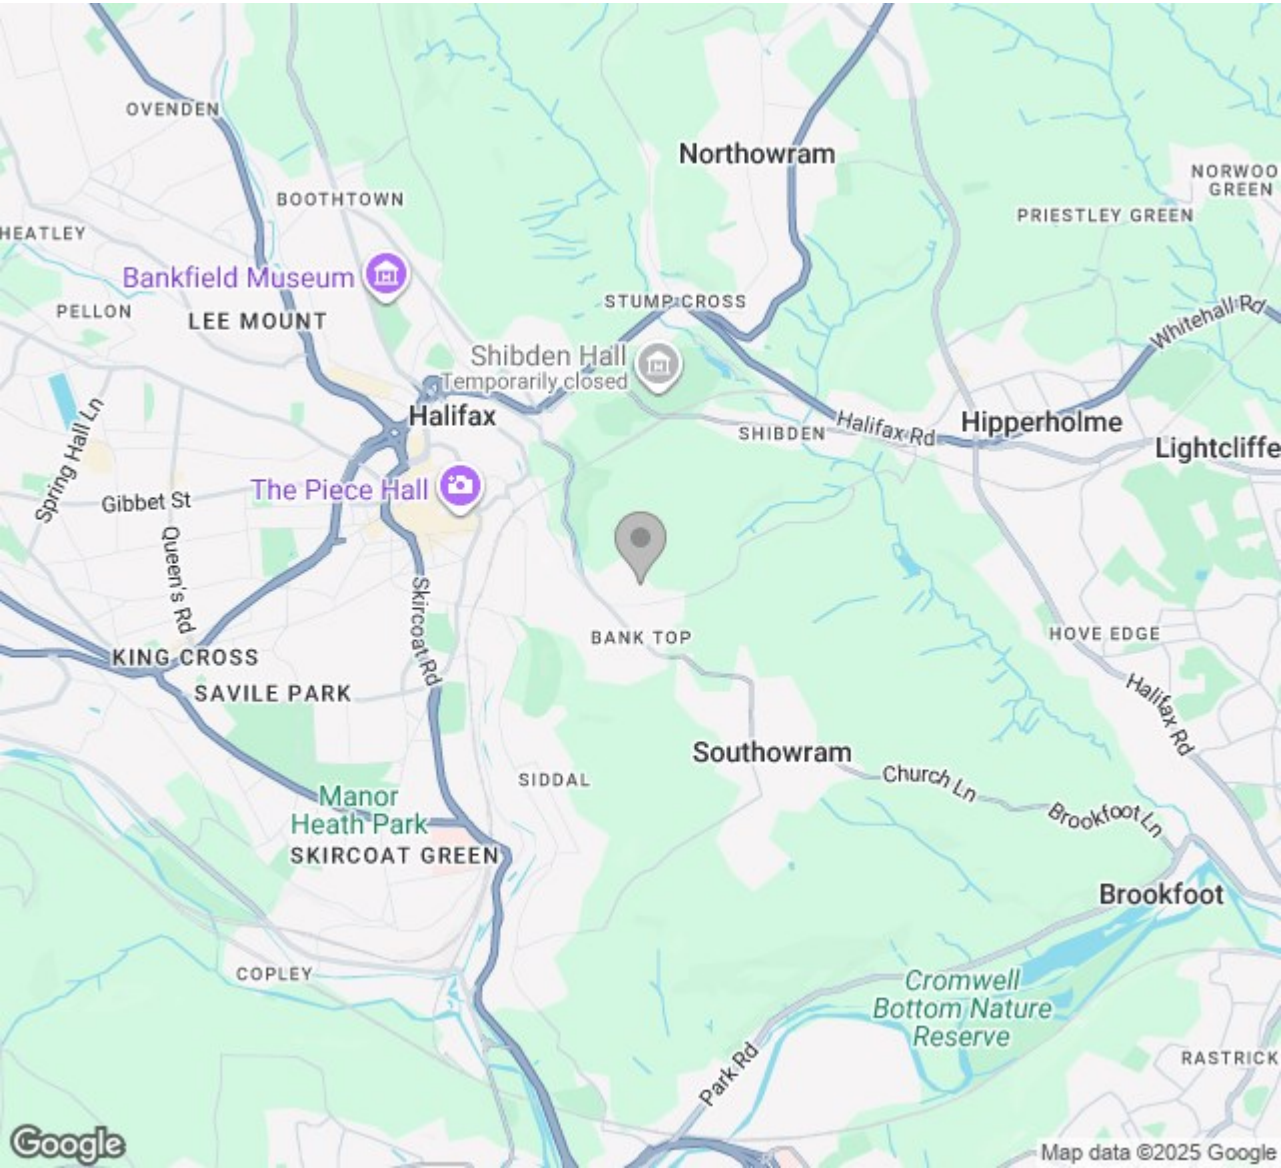 OVENDEN
Northowram
NORWOO
GREEN
BOOTHTOWN
PRIESTLEY GREEN
HEATLEY
Bankfield Museum
STUMP CROSS
PELLON
LEE MOUNT
Whitehall Rd
Shibden Hall
Temporarily closed
Halifax
SHIBDEN
Halifax Rd
Hipperholme
Lightcliffe
Spring Hall Ln
The Piece Hall
Gibbet St
Queen's Rd
Skircoat Rd
BANK TOP
HOVE EDGE
KING CROSS
SAVILE PARK
Halifax Rd
Southowram
SIDDAL
Church Ln
Manor
Heath Park
Brookfoot Ln
SKIRCOAT GREEN
Brookfoot
COPLEY
Cromwell
Bottom Nature
Reserve
RASTRICK
Park Rd
Google
Map data ©2025 Google